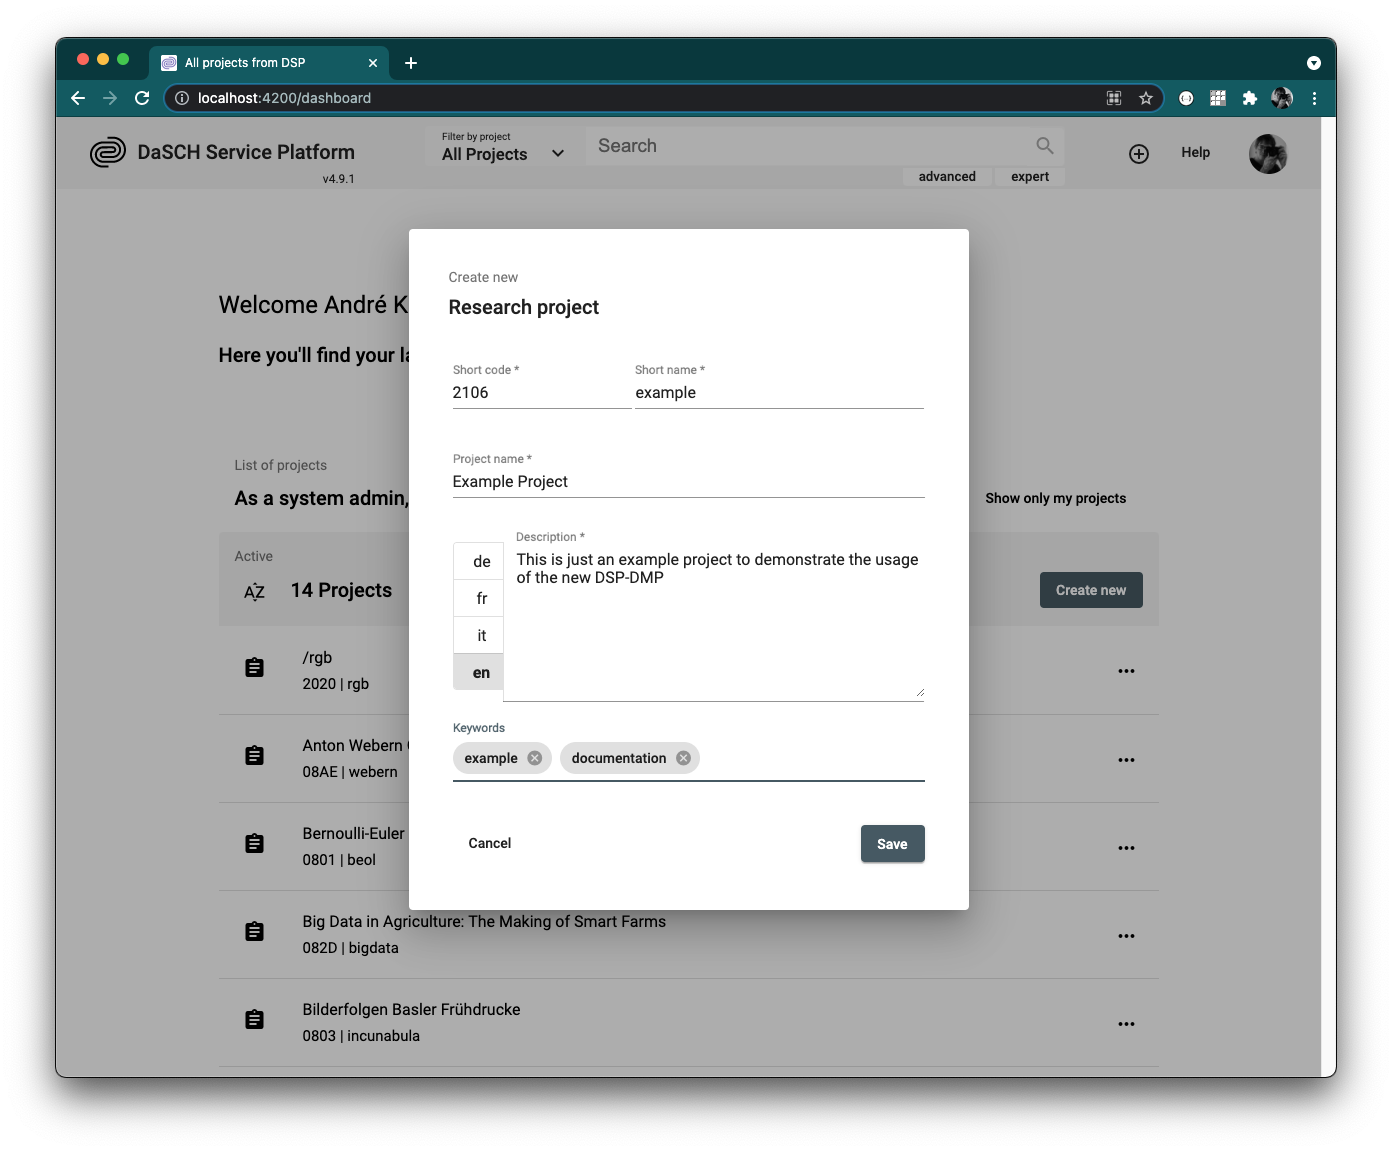 All projects from DSP
localhost:4200/dashboard
DaSCH Service Platform
v4.9.1
Filter by project
All Projects
Search
advanced
expert
Help
Welcome André K
Here you'll find your la
List of projects
As a system admin,
Show only my projects
Active
14 Projects
Create new
/rgb
2020 | rgb
Anton Webern
08AE | webern
Bernoulli-Euler
0801 | beol
Big Data in Agriculture: The Making of Smart Farms
082D | bigdata
Bilderfolgen Basler Frühdrucke
0803 | incunabula
Create new
Research project
Short code *
2106
Short name *
example
Project name *
Example Project
de
fr
it
en
Description *
This is just an example project to demonstrate the usage
of the new DSP-DMP
Keywords
example
documentation
Cancel
Save